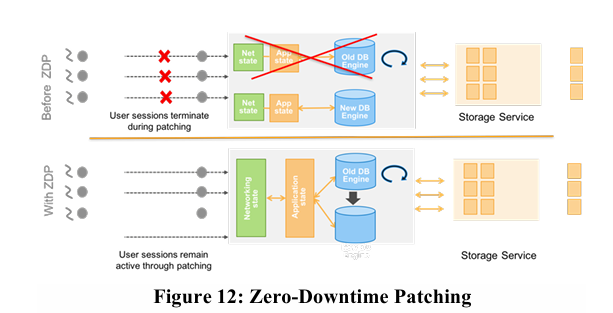 Before ZDP
Net
state
App
state
Old DB
Engine
Net
state
App
state
New DB
Engine
User sessions terminate
during patching
Storage Service
With ZDP
Networking
state
Application
state
Old DB
Engine
User sessions remain
active through patching
Storage Service
Figure 12: Zero-Downtime Patching